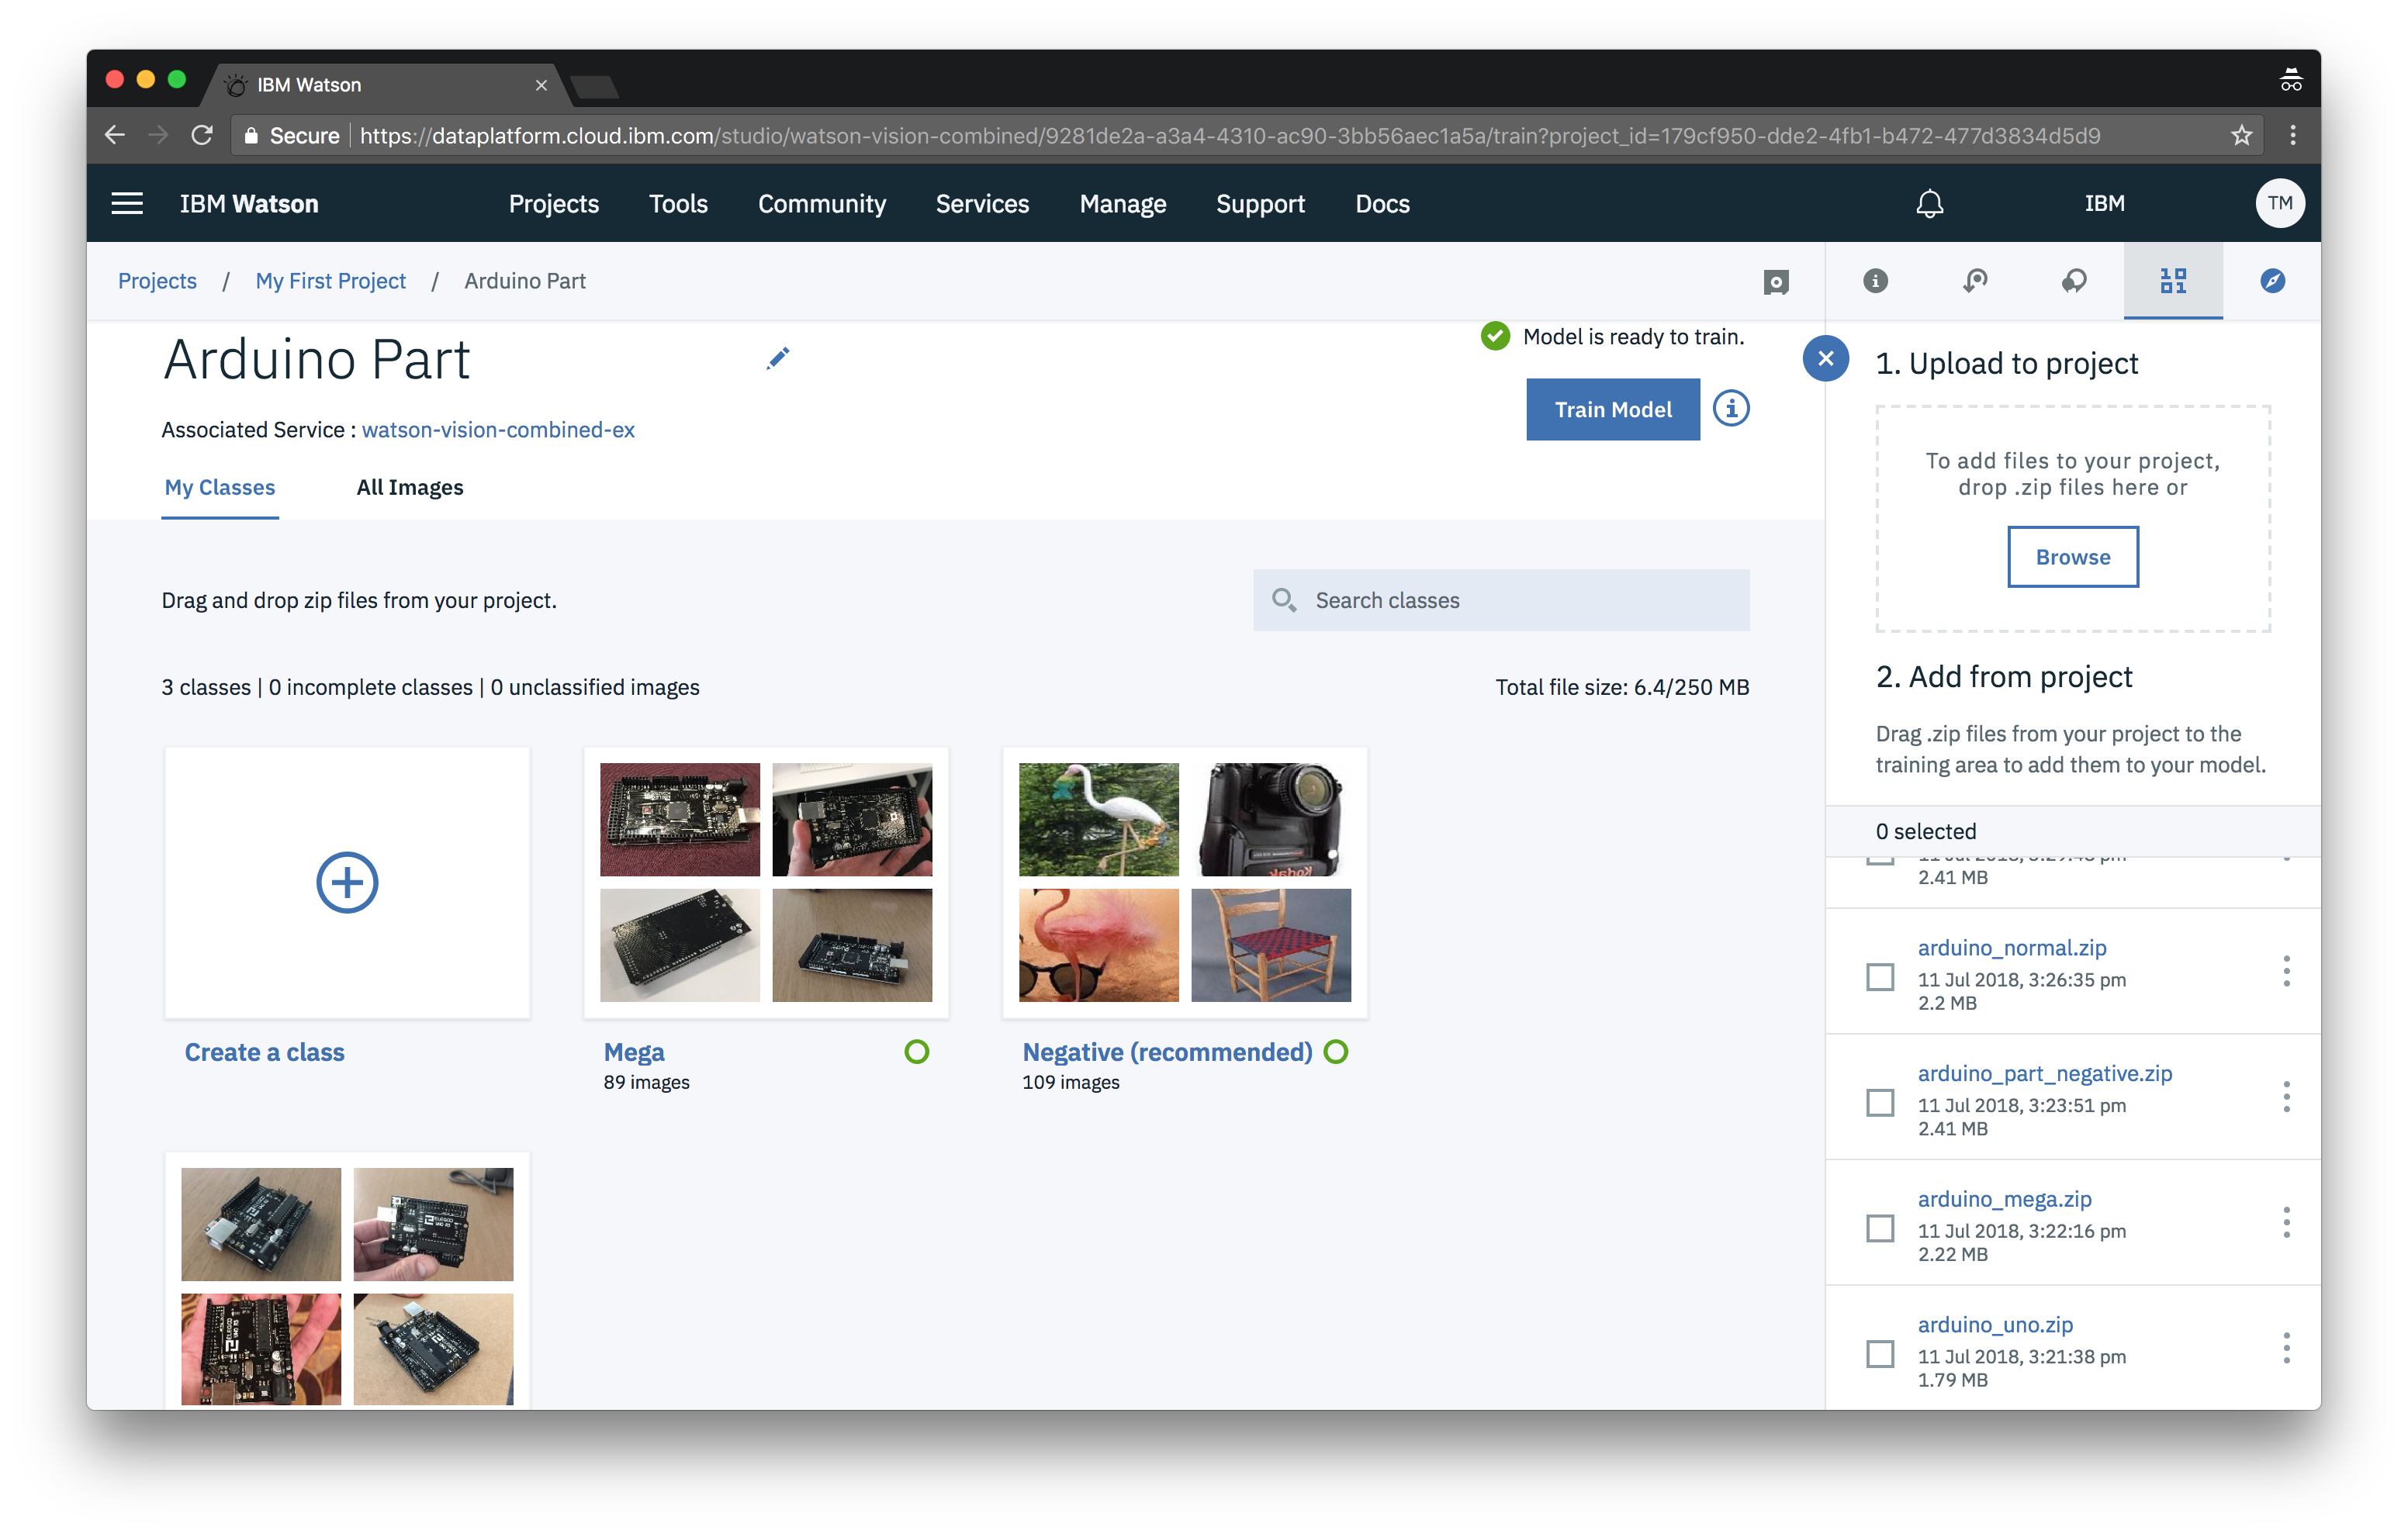 IBM Watson
Secure
https://dataplatform.cloud.ibm.com/studio/watson-vision-combined/9281de2a-a3a4-4310-ac90-3bb56aec1a5a/train?project_id=179cf950-dde2-4fb1-b472-477d3834d5d9
IBM Watson
Projects
Tools
Community
Services
Manage
Support
Docs
IBM
TM
Projects / My First Project / Arduino Part
Arduino Part
Model is ready to train.
Train Model
Associated Service : watson-vision-combined-ex
My Classes
All Images
Drag and drop zip files from your project.
Search classes
3 classes | 0 incomplete classes | 0 unclassified images
Total file size: 6.4/250 MB
Create a class
Mega
89 images
Kodak
Negative (recommended)
109 images
ELEGOO
UNO R3
1. Upload to project
To add files to your project,
drop .zip files here or
Browse
2. Add from project
Drag .zip files from your project to the
training area to add them to your model.
0 selected
2.41 MB
arduino_normal.zip
11 Jul 2018, 3:26:35 pm
2.2 MB
arduino_part_negative.zip
11 Jul 2018, 3:23:51 pm
2.41 MB
arduino_mega.zip
11 Jul 2018, 3:22:16 pm
2.22 MB
arduino_uno.zip
11 Jul 2018, 3:21:38 pm
1.79 MB